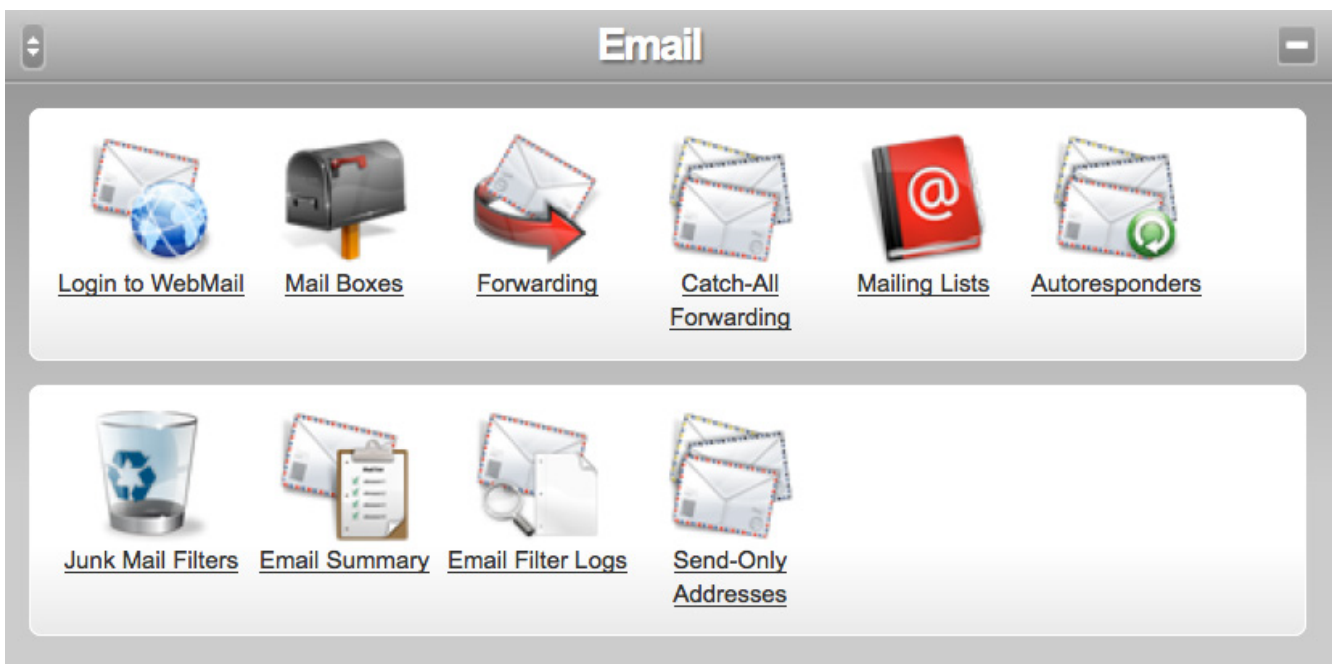 Email
Login to WebMail
Mail Boxes
Forwarding
Catch-All
Forwarding
Mailing Lists
Autoresponders
Junk Mail Filters
Email Summary
Email Filter Logs
Send-Only
Addresses